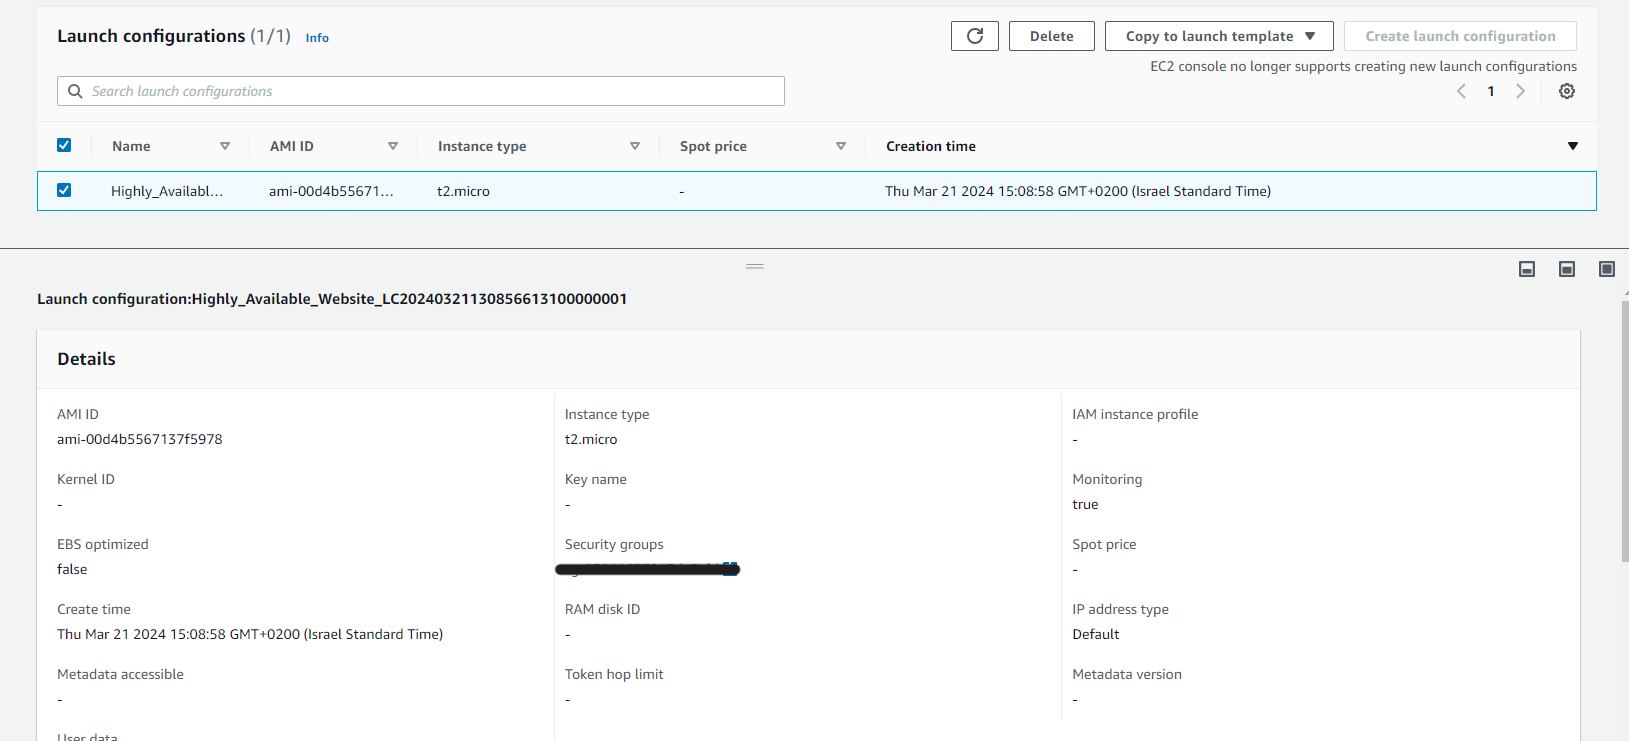 Launch configurations (1/1) Info
Delete
Copy to launch template
Create launch configuration
EC2 console no longer supports creating new launch configurations
Search launch configurations
1
Name AMI ID Instance type Spot price Creation time
Highly_Availabl... ami-00d4b55671... t2.micro - Thu Mar 21 2024 15:08:58 GMT+0200 (Israel Standard Time)
Launch configuration:Highly_Available_Website_LC20240321130856613100000001
Details
AMI ID
ami-00d4b5567137f5978
Instance type
t2.micro
IAM instance profile
-
Kernel ID
-
Key name
-
Monitoring
true
EBS optimized
false
Security groups
Spot price
-
Create time
Thu Mar 21 2024 15:08:58 GMT+0200 (Israel Standard Time)
RAM disk ID
-
IP address type
Default
Metadata accessible
-
Token hop limit
-
Metadata version
-
User data